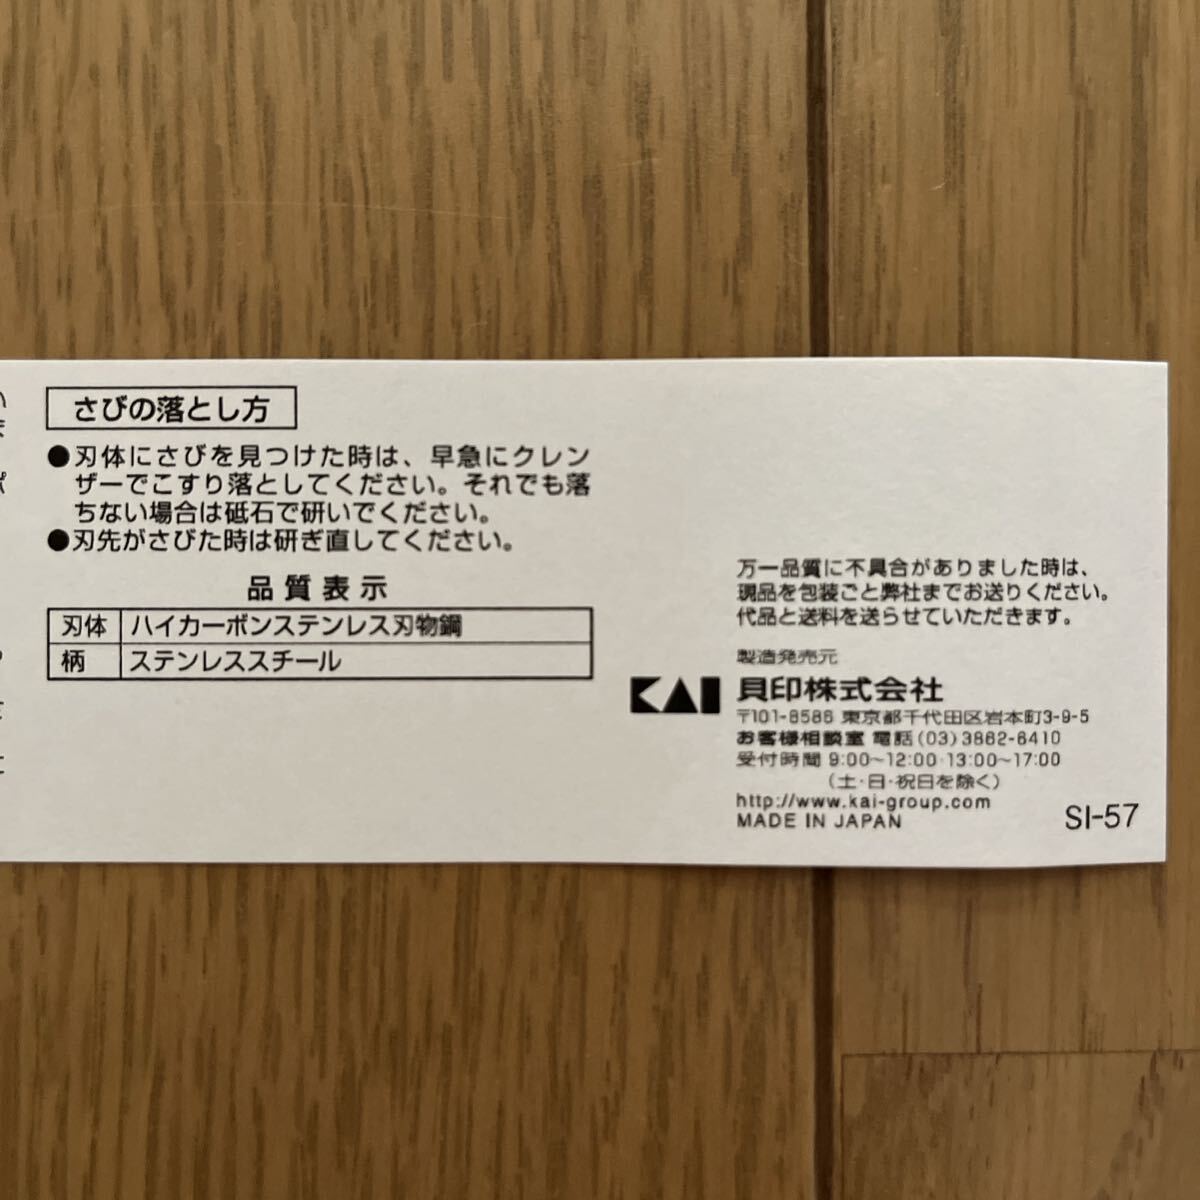 さびの落とし方
●刃体にさびを見つけた時は、早急にクレン
ザーでこすり落としてください。それでも落
ちない場合は砥石で研いでください。
●刃先がさびた時は研ぎ直してください。
品質表示
刃体 ハイカーボンステンレス刃物鋼
柄 ステンレススチール
万一品質に不具合がありました時は、
現品を包装ごと弊社までお送りください。
代品と送料を送らせていただきます。
製造発売元
KAI 貝印株式会社
〒101-8586 東京都千代田区岩本町3-9-5
お客様相談室 電話(03)3862-6410
受付時間 9:00~12:00・13:00~17:00
(土・日・祝日を除く)
http://www.kai-group.com
MADE IN JAPAN
SI-57